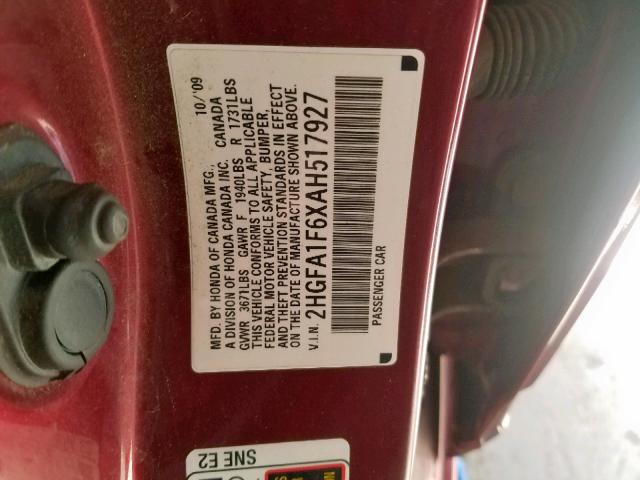 MFD. BY HONDA OF CANADA MFG., 10/'09
A DIVISION OF HONDA CANADA INC. CANADA
GVWR 3671LBS GAWR F 1940LBS R 1731LBS
THIS VEHICLE CONFORMS TO ALL APPLICABLE
FEDERAL MOTOR VEHICLE SAFETY, BUMPER,
AND THEFT PREVENTION STANDARDS IN EFFECT
ON THE DATE OF MANUFACTURE SHOWN ABOVE.
V.I.N. 2HGFA1F6XAH517927
PASSENGER CAR
SNE E2